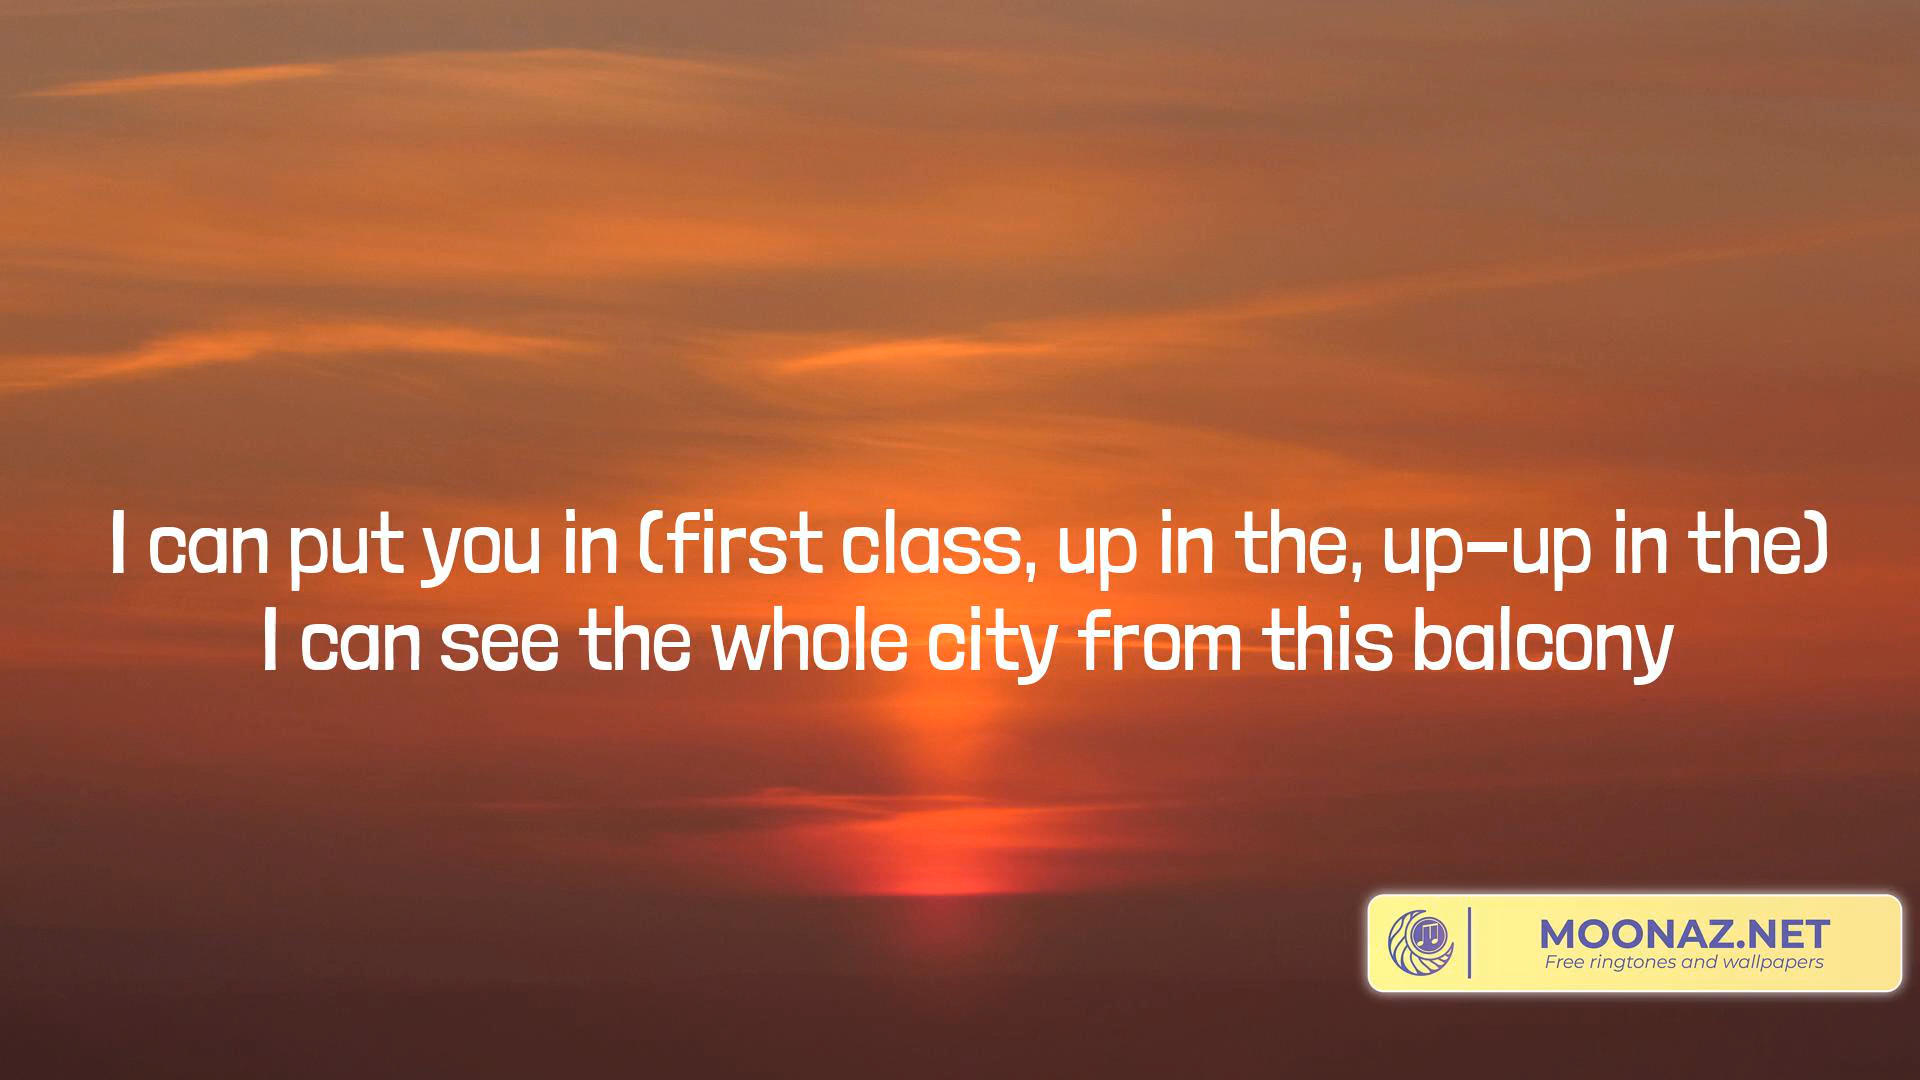 I can put you in (first class, up in the, up-up in the)
I can see the whole city from this balcony
MOONAZ.NET
Free ringtones and wallpapers